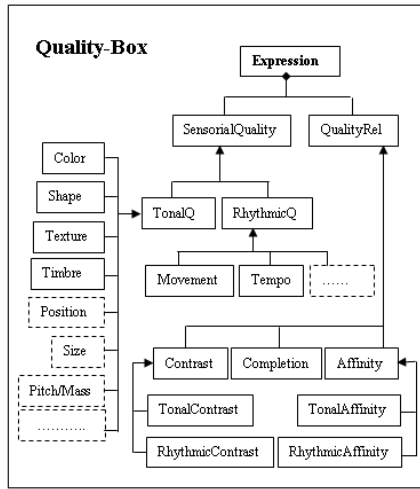 Quality-Box
Expression
SensorialQuality
QualityRel
Color
Shape
Texture
Timbre
Position
Size
Pitch/Mass
...........
TonalQ
RhythmicQ
Movement
Tempo
......
Contrast
Completion
Affinity
TonalContrast
TonalAffinity
RhythmicContrast
RhythmicAffinity